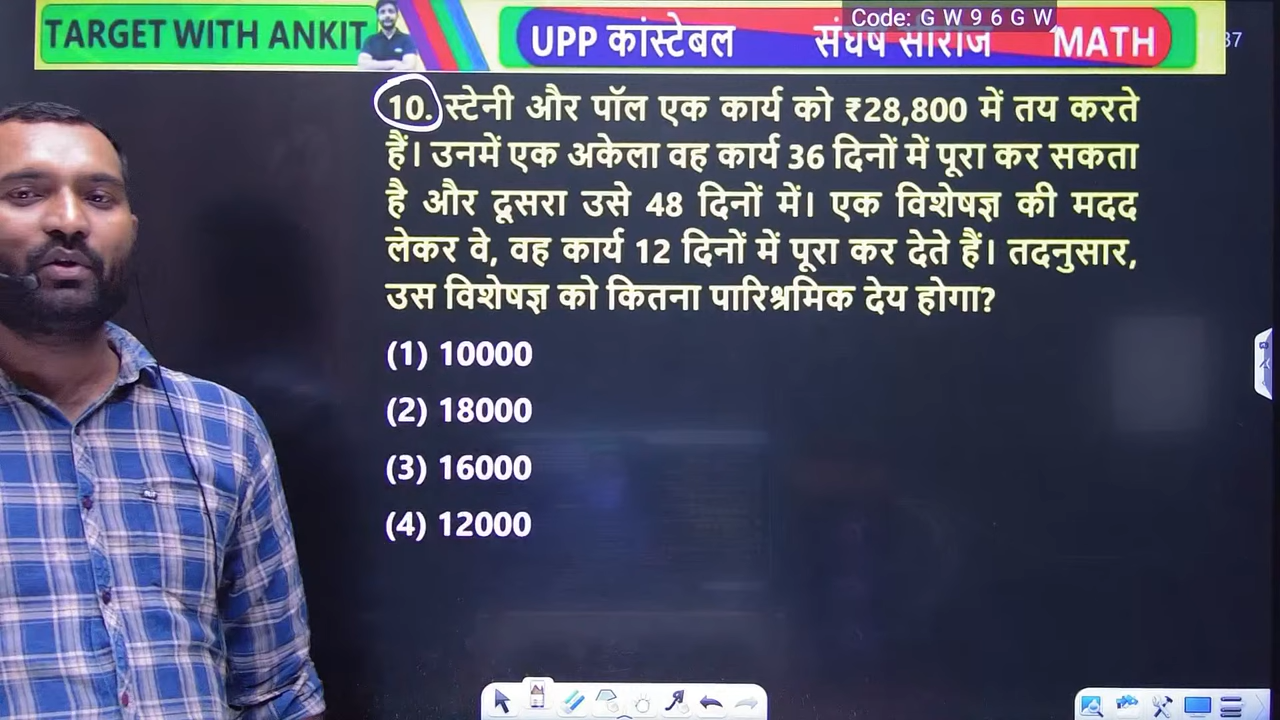 TARGET WITH ANKIT
UPP कांस्टेबल संघर्ष सीरीज MATH
Code: G W 9 6 G W
37
10. स्टेनी और पॉल एक कार्य को ₹28,800 में तय करते
हैं। उनमें एक अकेला वह कार्य 36 दिनों में पूरा कर सकता
है और दूसरा उसे 48 दिनों में। एक विशेषज्ञ की मदद
लेकर वे, वह कार्य 12 दिनों में पूरा कर देते हैं। तदनुसार,
उस विशेषज्ञ को कितना पारिश्रमिक देय होगा?
(1) 10000
(2) 18000
(3) 16000
(4) 12000